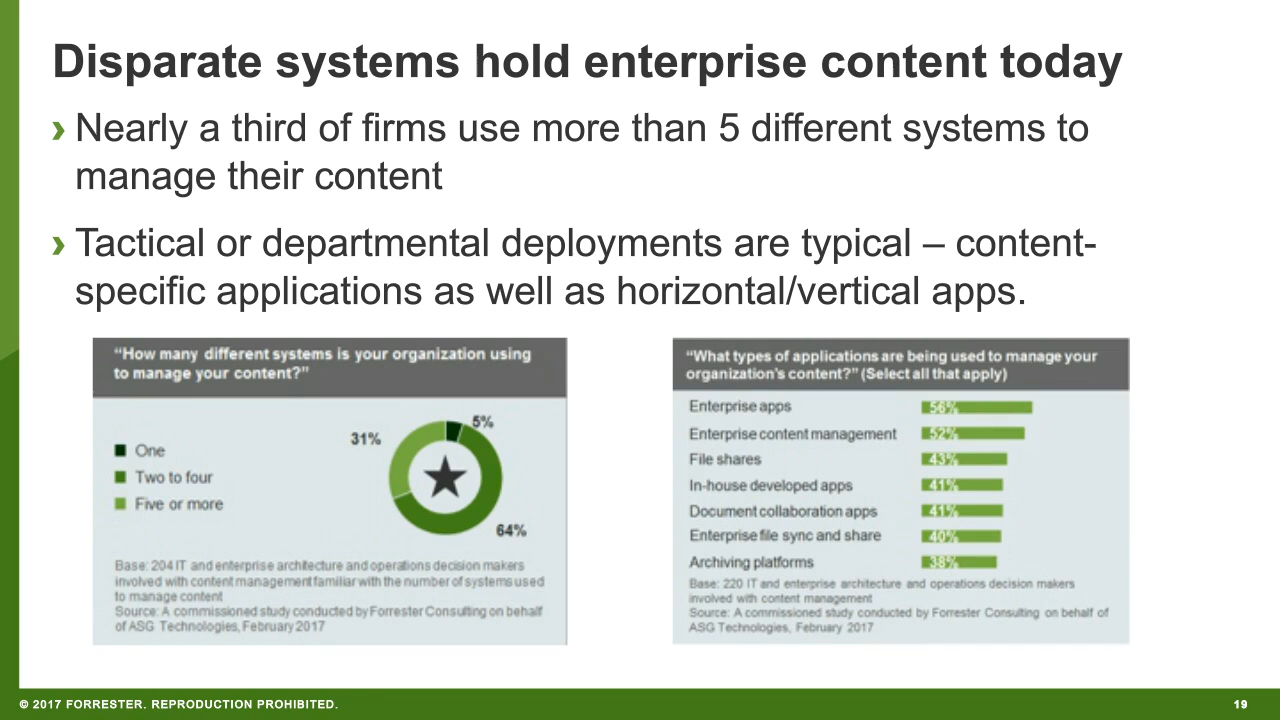 Disparate systems hold enterprise content today
› Nearly a third of firms use more than 5 different systems to
manage their content
› Tactical or departmental deployments are typical – content-
specific applications as well as horizontal/vertical apps.
“How many different systems is your organization using
to manage your content?”
One
Two to four
Five or more
5%
31%
64%
Base: 204 IT and enterprise architecture and operations decision makers
involved with content management familiar with the number of systems used
to manage content
Source: A commissioned study conducted by Forrester Consulting on behalf
of ASG Technologies, February 2017
“What types of applications are being used to manage your
organization's content?” (Select all that apply)
Enterprise apps 56%
Enterprise content management 52%
File shares 43%
In-house developed apps 41%
Document collaboration apps 41%
Enterprise file sync and share 40%
Archiving platforms 38%
Base: 220 IT and enterprise architecture and operations decision makers
involved with content management
Source: A commissioned study conducted by Forrester Consulting on behalf of
ASG Technologies, February 2017
© 2017 FORRESTER. REPRODUCTION PROHIBITED.
19